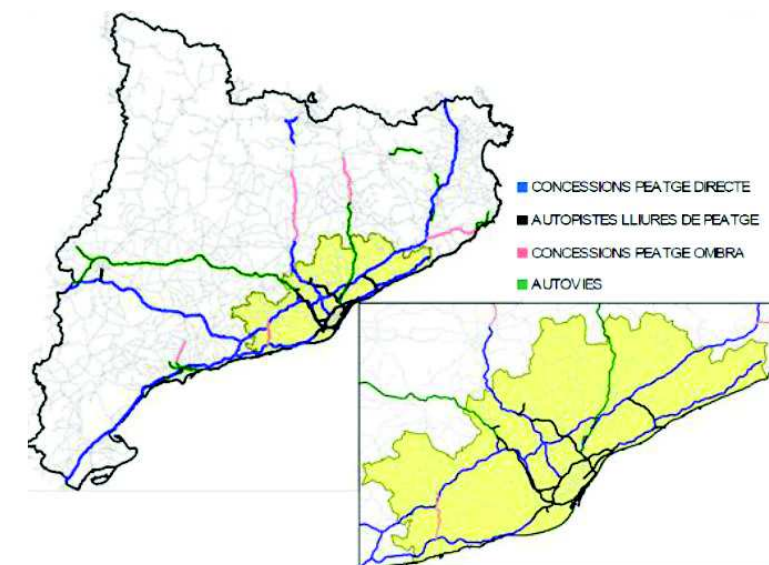 CONCESSIONS PEATGE DIRECTE
AUTOPISTES LLIURES DE PEATGE
CONCESSIONS PEATGE OMBRA
AUTOVIES